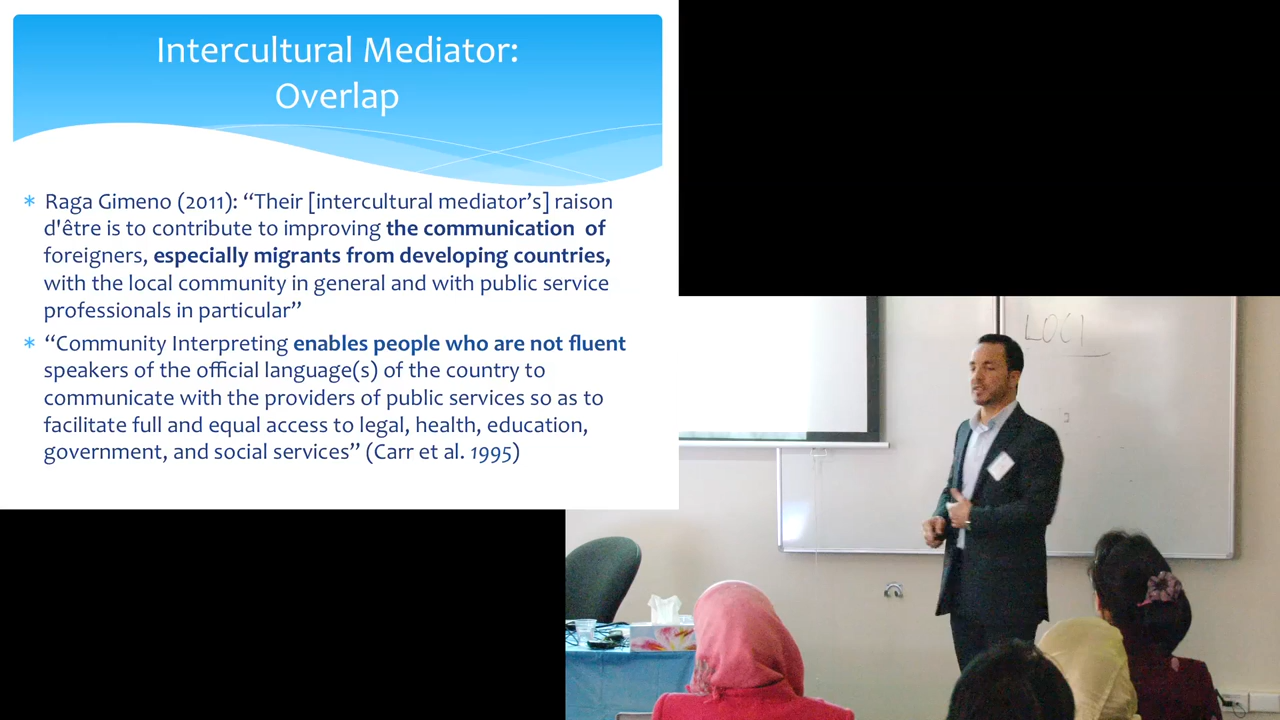 Intercultural Mediator:
Overlap
* Raga Gimeno (2011): “Their [intercultural mediator’s] raison
d'être is to contribute to improving the communication  of
foreigners, especially migrants from developing countries,
with the local community in general and with public service
professionals in particular”
* “Community Interpreting enables people who are not fluent
speakers of the official language(s) of the country to
communicate with the providers of public services so as to
facilitate full and equal access to legal, health, education,
government, and social services” (Carr et al. 1995)
LOCI